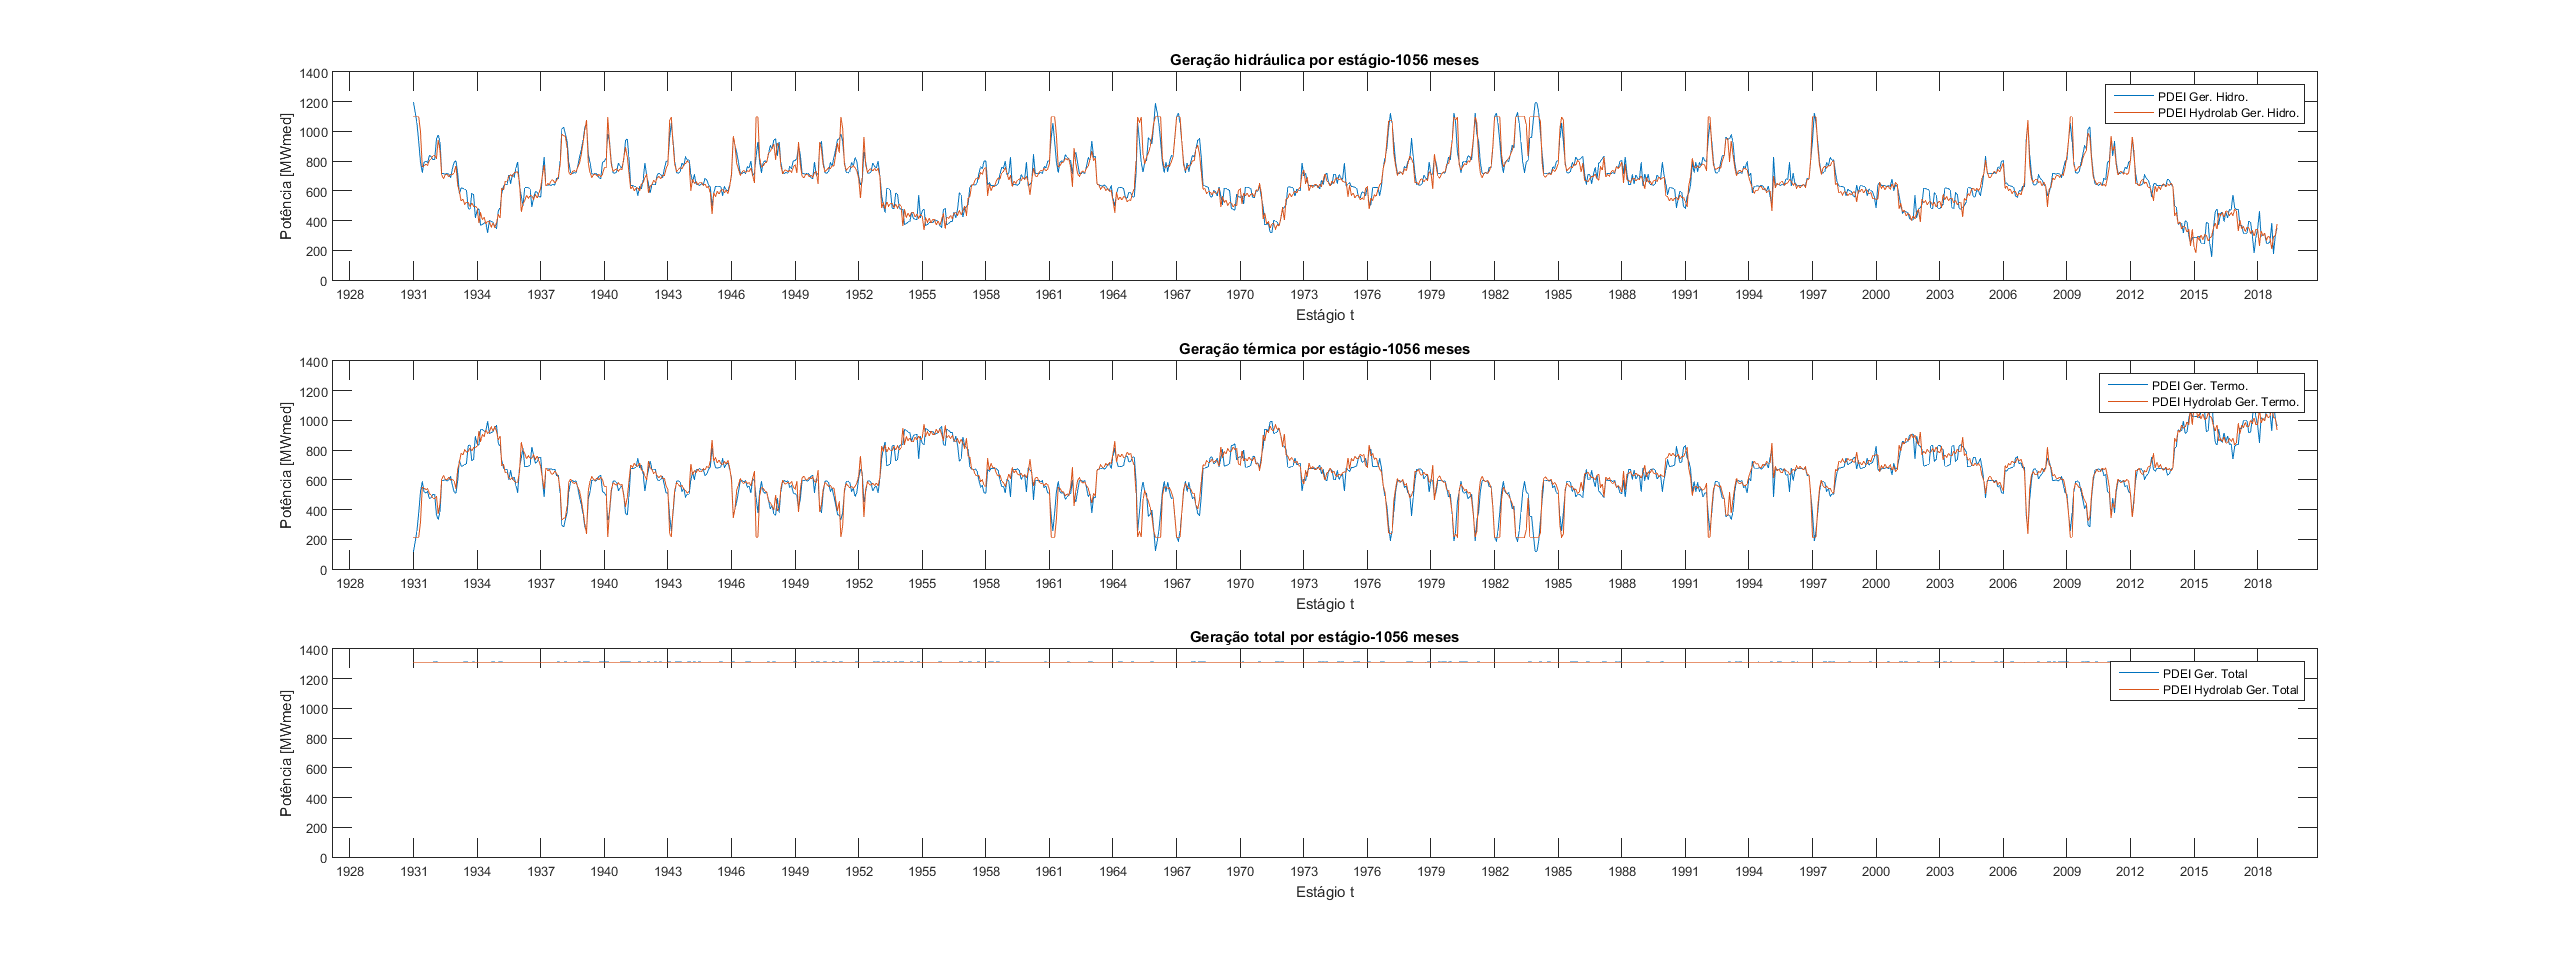 Geração hidráulica por estágio-1056 meses
1400
1200
1000
800
600
400
200
0
Potência [MWmed]
PDEI Ger. Hidro.
PDEI Hydrolab Ger. Hidro.
1928 1931 1934 1937 1940 1943 1946 1949 1952 1955 1958 1961 1964 1967 1970 1973 1976 1979 1982 1985 1988 1991 1994 1997 2000 2003 2006 2009 2012 2015 2018
Estágio t
Geração térmica por estágio-1056 meses
1400
1200
1000
800
600
400
200
0
Potência [MWmed]
PDEI Ger. Termo.
PDEI Hydrolab Ger. Termo.
1928 1931 1934 1937 1940 1943 1946 1949 1952 1955 1958 1961 1964 1967 1970 1973 1976 1979 1982 1985 1988 1991 1994 1997 2000 2003 2006 2009 2012 2015 2018
Estágio t
Geração total por estágio-1056 meses
1400
1200
1000
800
600
400
200
0
Potência [MWmed]
PDEI Ger. Total
PDEI Hydrolab Ger. Total
1928 1931 1934 1937 1940 1943 1946 1949 1952 1955 1958 1961 1964 1967 1970 1973 1976 1979 1982 1985 1988 1991 1994 1997 2000 2003 2006 2009 2012 2015 2018
Estágio t